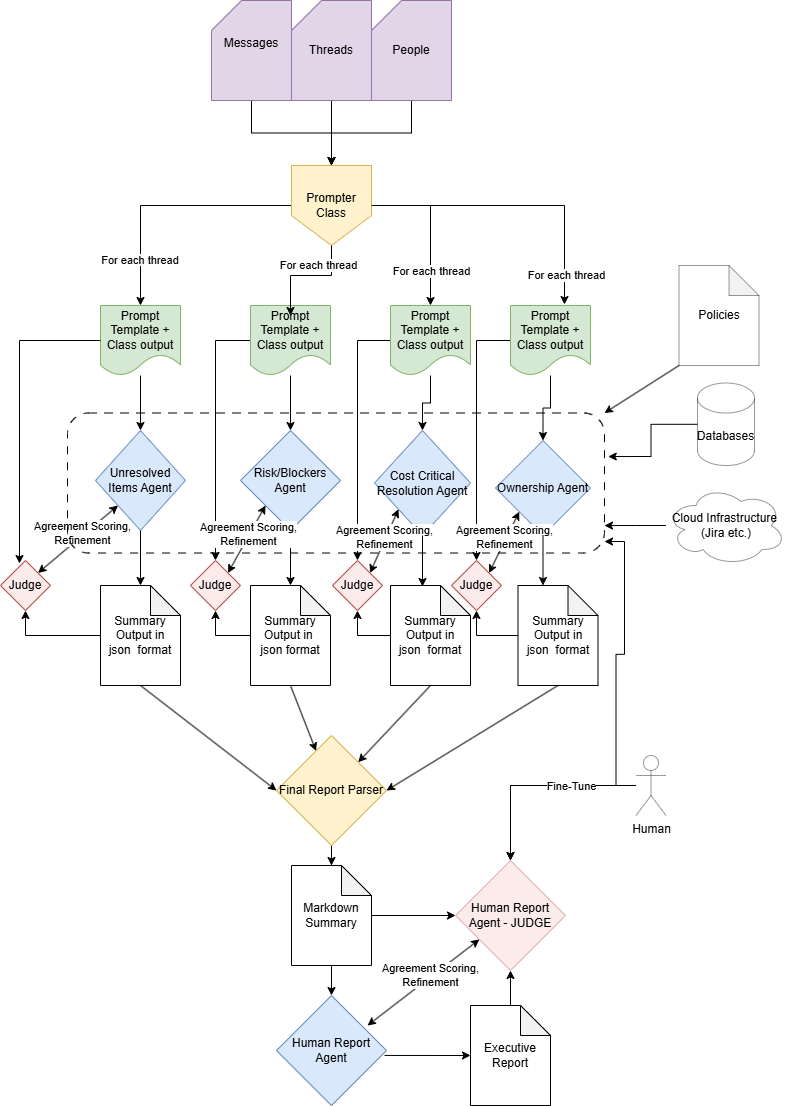 Messages
Threads
People
Prompter
Class
For each thread
For each thread
For each thread
For each thread
Prompt
Template +
Class output
Prompt
Template +
Class output
Prompt
Template +
Class output
Prompt
Template +
Class output
Policies
Databases
Cloud Infrastructure
(Jira etc.)
Unresolved
Items Agent
Risk/Blockers
Agent
Cost Critical
Resolution Agent
Ownership Agent
Agreement Scoring,
Refinement
Agreement Scoring,
Refinement
Agreement Scoring,
Refinement
Agreement Scoring,
Refinement
Judge
Judge
Judge
Judge
Summary
Output in
json format
Summary
Output in
json format
Summary
Output in
json format
Summary
Output in
json format
Final Report Parser
Fine-Tune
Human
Markdown
Summary
Human Report
Agent - JUDGE
Agreement Scoring,
Refinement
Human Report
Agent
Executive
Report